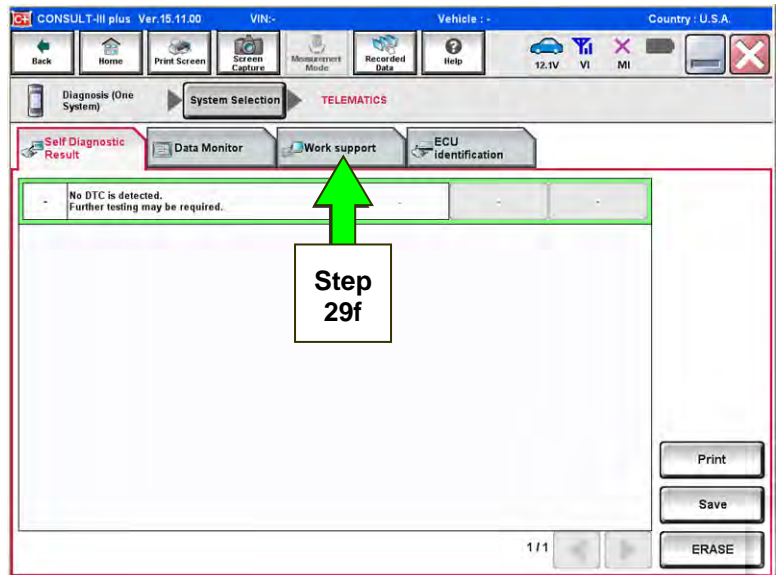 C+ CONSULT-III plus Ver.15.11.00 VIN:- Vehicle : - Country : U.S.A.
Back
Home
Print Screen
Screen
Capture
Measurement
Mode
Recorded
Data
Help
12.1V
VI
MI
Diagnosis (One
System)
System Selection
TELEMATICS
Self Diagnostic
Result
Data Monitor
Work support
ECU
identification
-
No DTC is detected.
Further testing may be required.
-
-
-
Step
29f
Print
Save
1/1
ERASE